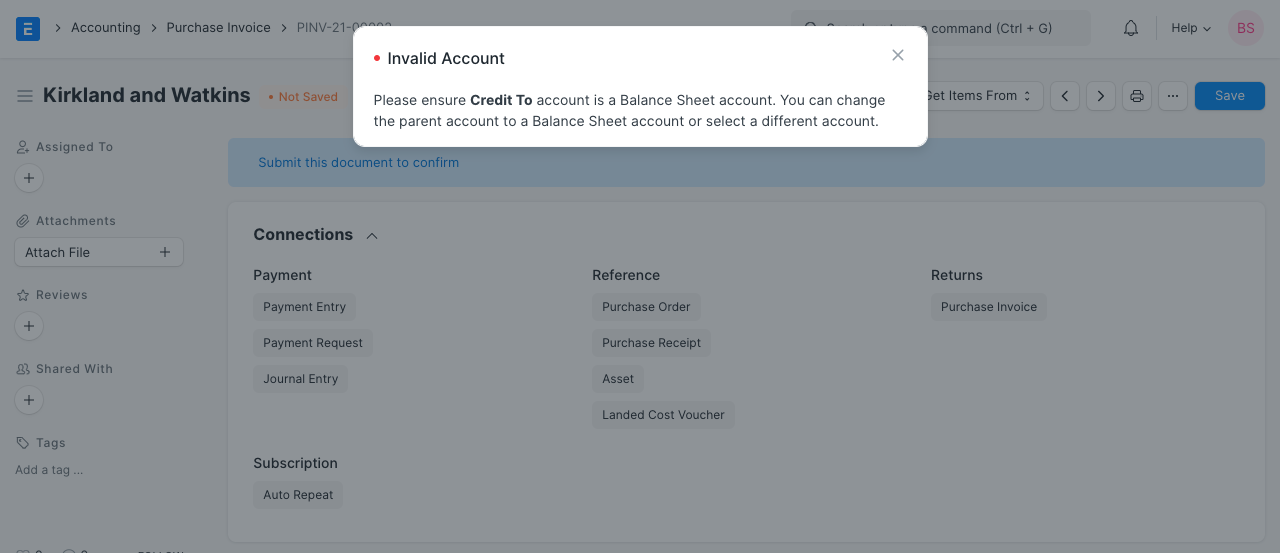 E
Accounting
Purchase Invoice
command (Ctrl + G)
Help
BS
Invalid Account
Please ensure Credit To account is a Balance Sheet account. You can change
the parent account to a Balance Sheet account or select a different account.
Kirkland and Watkins
Not Saved
Get Items From
Save
Submit this document to confirm
Assigned To
Attachments
Attach File
Reviews
Shared With
Tags
Add a tag ...
Connections
Payment
Payment Entry
Payment Request
Journal Entry
Reference
Purchase Order
Purchase Receipt
Asset
Landed Cost Voucher
Returns
Purchase Invoice
Subscription
Auto Repeat